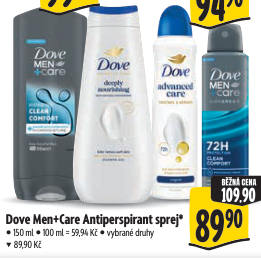 Dove
MEN
+CARE
CLEAN
COMFORT
Dove
deeply
nourishing
Dove
advanced
care
Dove
MEN
+CARE
ADVANCED
72H
CLEAN
COMFORT
BĚŽNÁ CENA
109,90
Dove Men+Care Antiperspirant sprej*
89,90
• 150 ml • 100 ml = 59,94 Kč • vybrané druhy
▼ 89,90 Kč